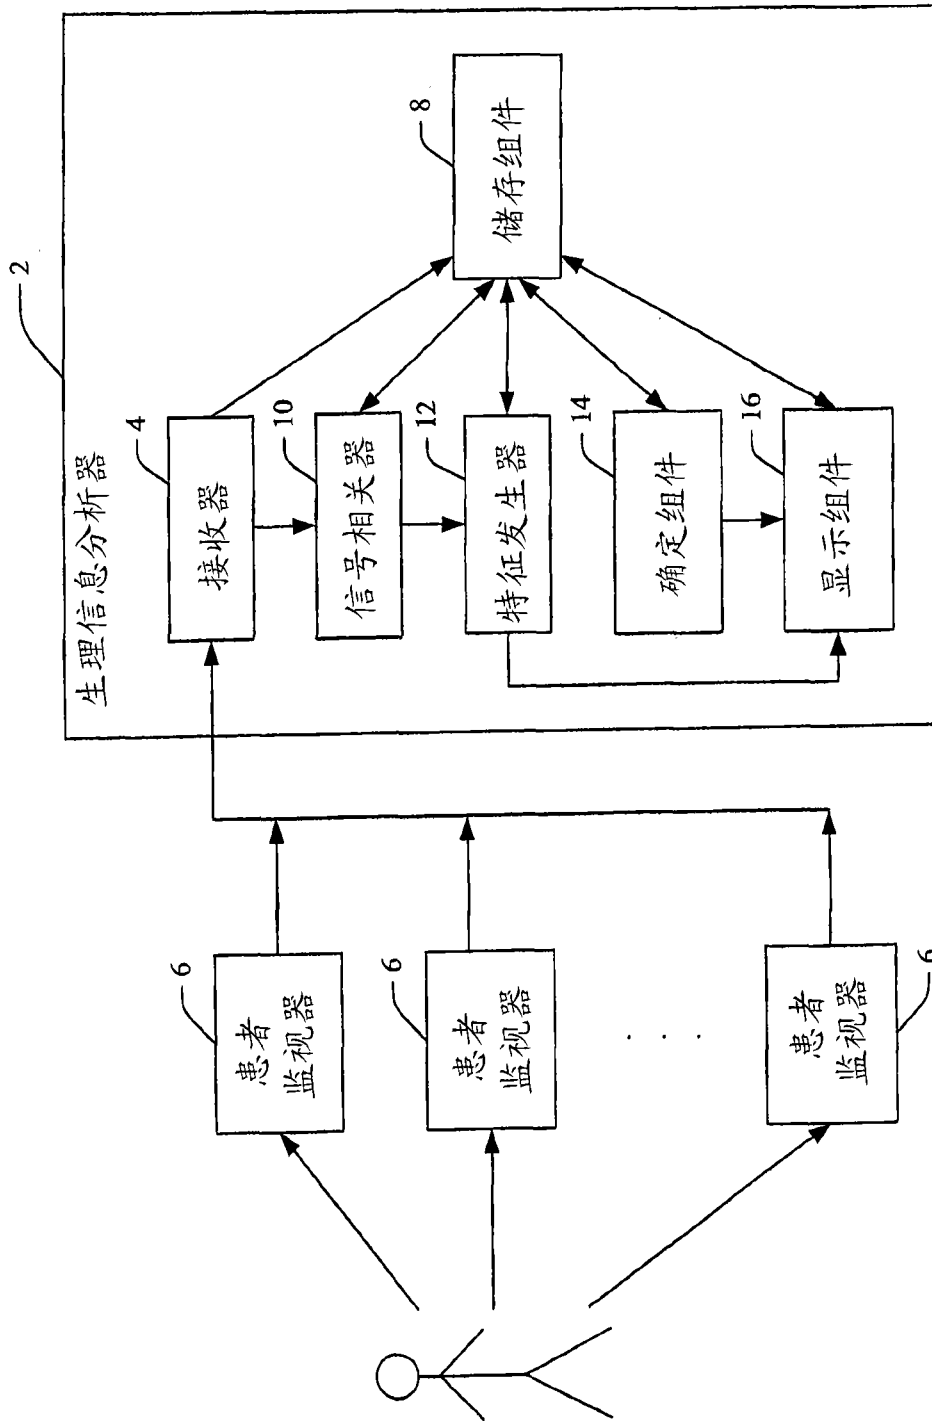 2
生理信息分析器
4
接收器
10
信号相关器
12
特征发生器
14
确定组件
16
显示组件
8
储存组件
6
患者
监视器
6
患者
监视器
. . .
6
患者
监视器